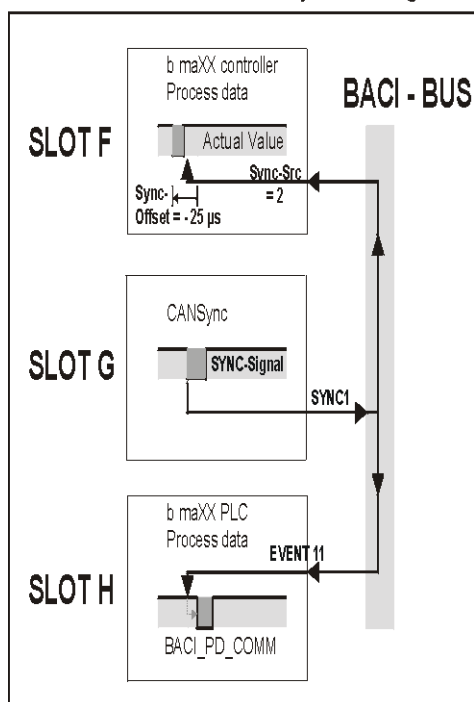 b maXX controller
Process data
BACI - BUS
SLOT F
Actual Value
Sync-Src
= 2
Sync-
Offset = - 25 µs
CANSync
SLOT G
SYNC-Signal
SYNC1
b maXX PLC
Process data
EVENT 11
SLOT H
BACI_PD_COMM